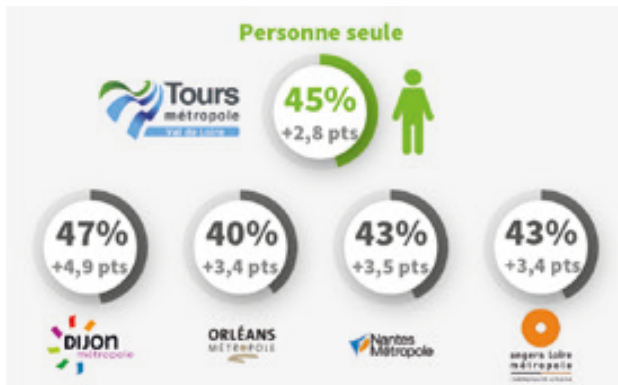 Personne seule
Tours
métropole
Val de Loire
45%
+2,8 pts
47%
+4,9 pts
40%
+3,4 pts
43%
+3,5 pts
43%
+3,4 pts
DIJON
métropole
ORLÉANS
MÉTROPOLE
Nantes
Métropole
angers Loire
métropole